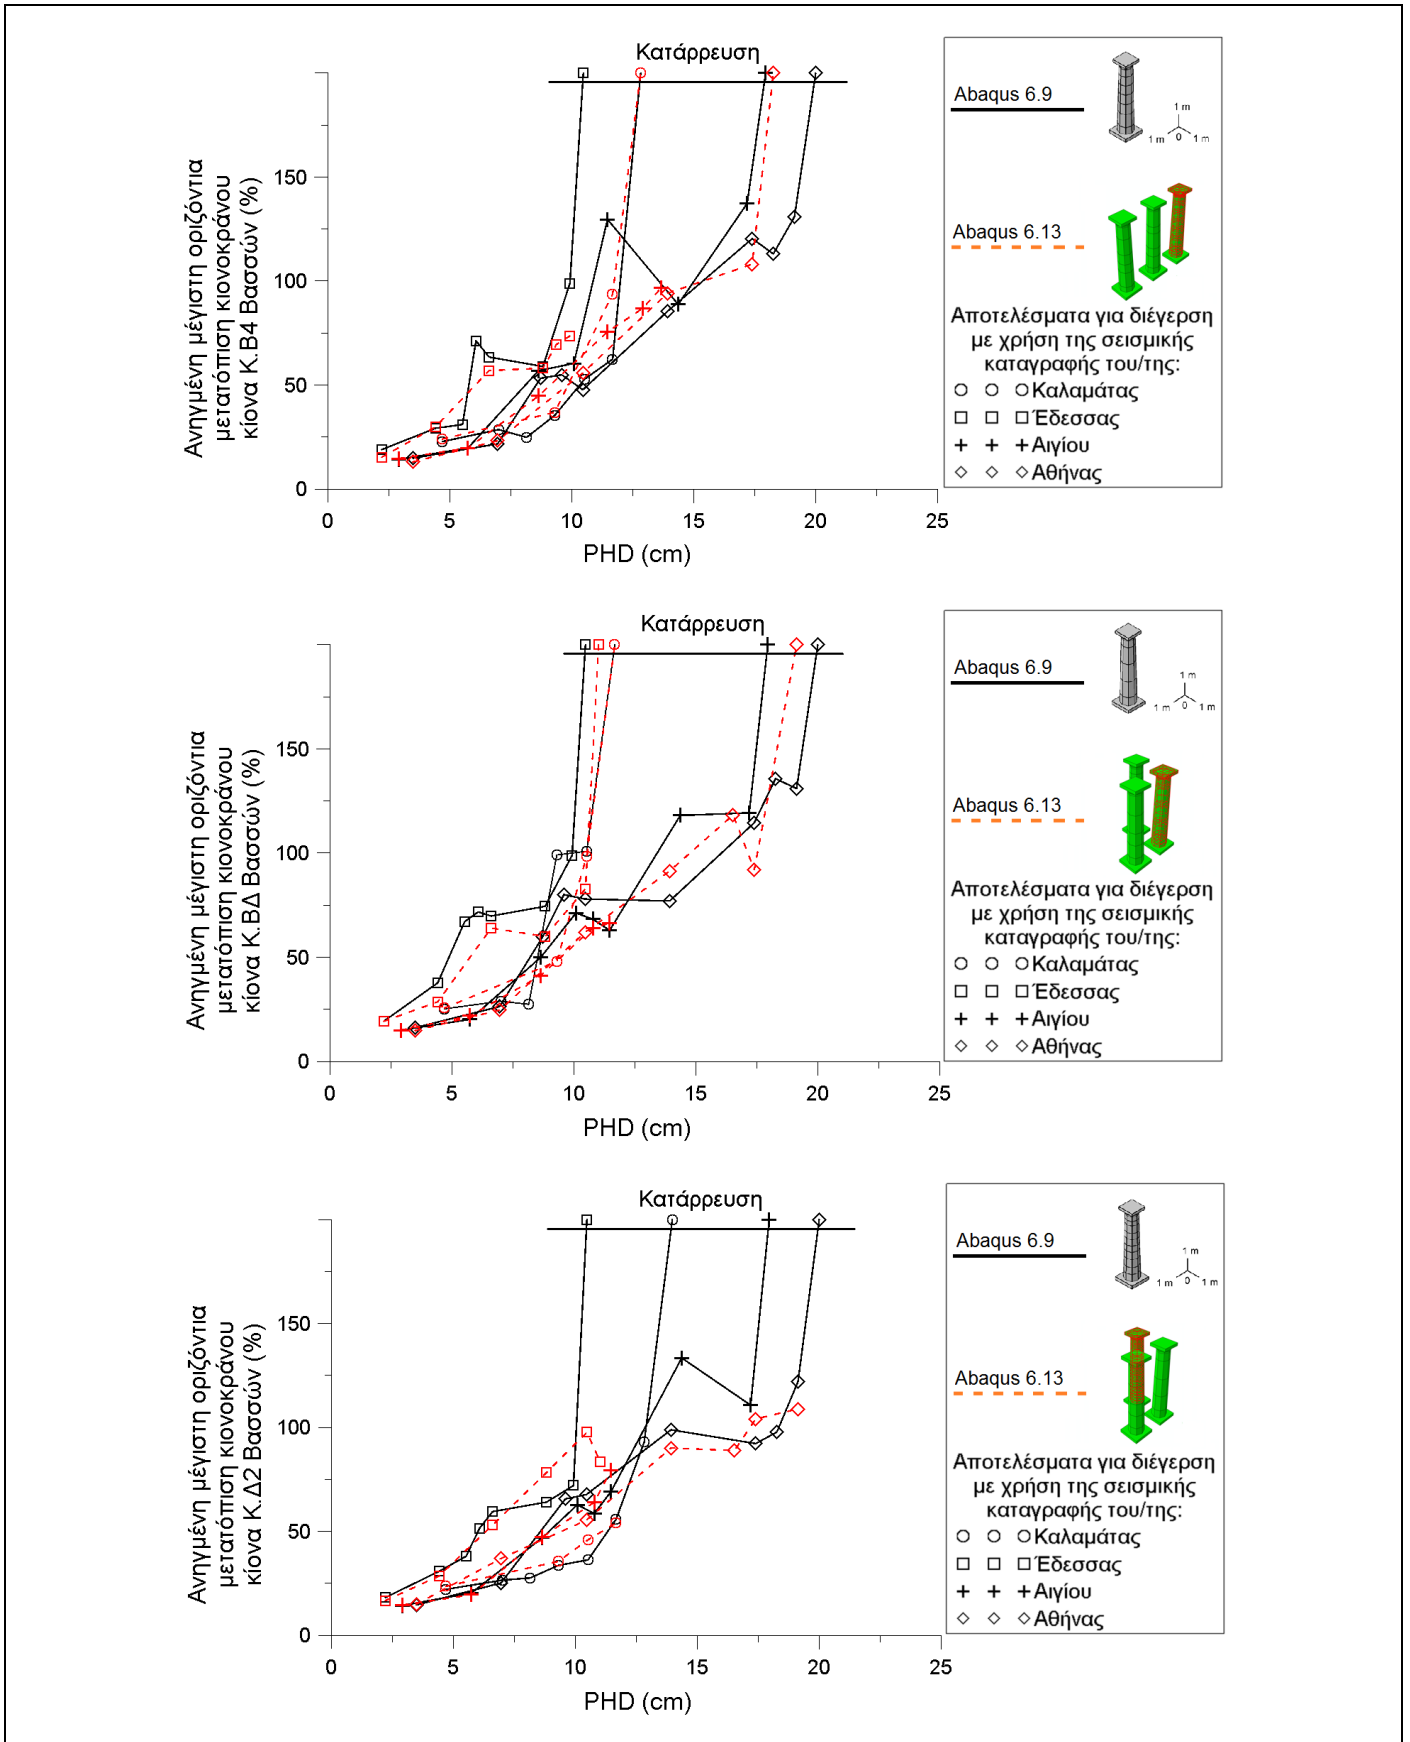 Κατάρρευση
Ανηγμένη μέγιστη οριζόντια
μετατόπιση κιονοκράνου
κίονα Κ.Β4 Βασσών (%)
150
100
50
0
0 5 10 15 20 25
PHD (cm)
Abaqus 6.9
1 m
1 m 0 1 m
Abaqus 6.13
Αποτελέσματα για διέγερση
με χρήση της σεισμικής
καταγραφής του/της:
Καλαμάτας
Έδεσσας
Αιγίου
Αθήνας
Κατάρρευση
Ανηγμένη μέγιστη οριζόντια
μετατόπιση κιονοκράνου
κίονα Κ.ΒΔ Βασσών (%)
150
100
50
0
0 5 10 15 20 25
PHD (cm)
Abaqus 6.9
1 m
1 m 0 1 m
Abaqus 6.13
Αποτελέσματα για διέγερση
με χρήση της σεισμικής
καταγραφής του/της:
Καλαμάτας
Έδεσσας
Αιγίου
Αθήνας
Κατάρρευση
Ανηγμένη μέγιστη οριζόντια
μετατόπιση κιονοκράνου
κίονα Κ.Δ2 Βασσών (%)
150
100
50
0
0 5 10 15 20 25
PHD (cm)
Abaqus 6.9
1 m
1 m 0 1 m
Abaqus 6.13
Αποτελέσματα για διέγερση
με χρήση της σεισμικής
καταγραφής του/της:
Καλαμάτας
Έδεσσας
Αιγίου
Αθήνας